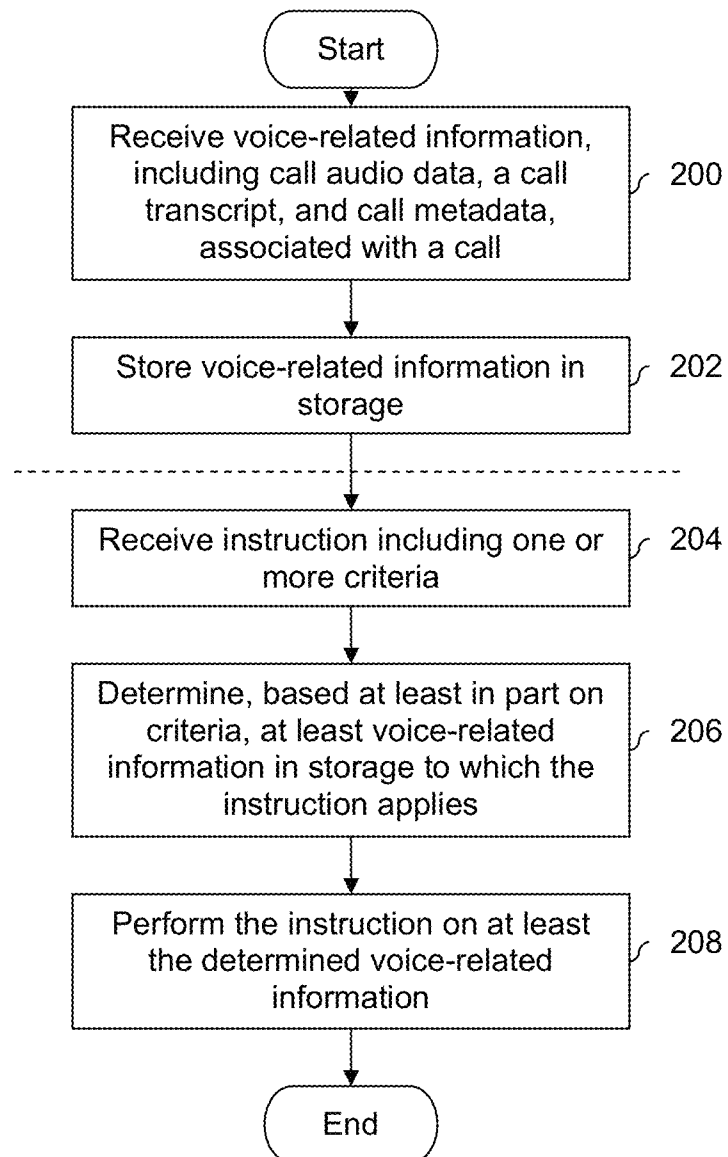 Start
Receive voice-related information,
including call audio data, a call
transcript, and call metadata,
associated with a call
200
Store voice-related information in
storage
202
Receive instruction including one or
more criteria
204
Determine, based at least in part on
criteria, at least voice-related
information in storage to which the
instruction applies
206
Perform the instruction on at least
the determined voice-related
information
208
End